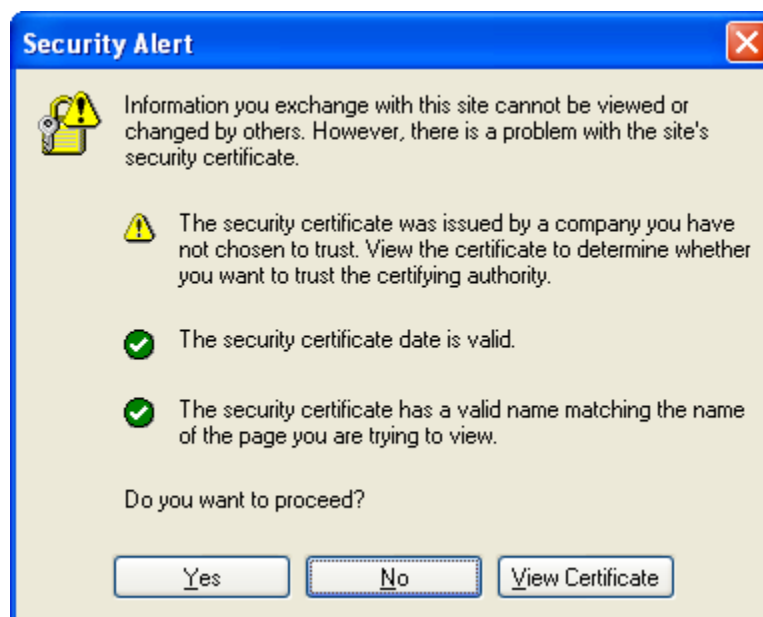 Security Alert
Information you exchange with this site cannot be viewed or
changed by others. However, there is a problem with the site's
security certificate.
The security certificate was issued by a company you have
not chosen to trust. View the certificate to determine whether
you want to trust the certifying authority.
The security certificate date is valid.
The security certificate has a valid name matching the name
of the page you are trying to view.
Do you want to proceed?
Yes
No
View Certificate